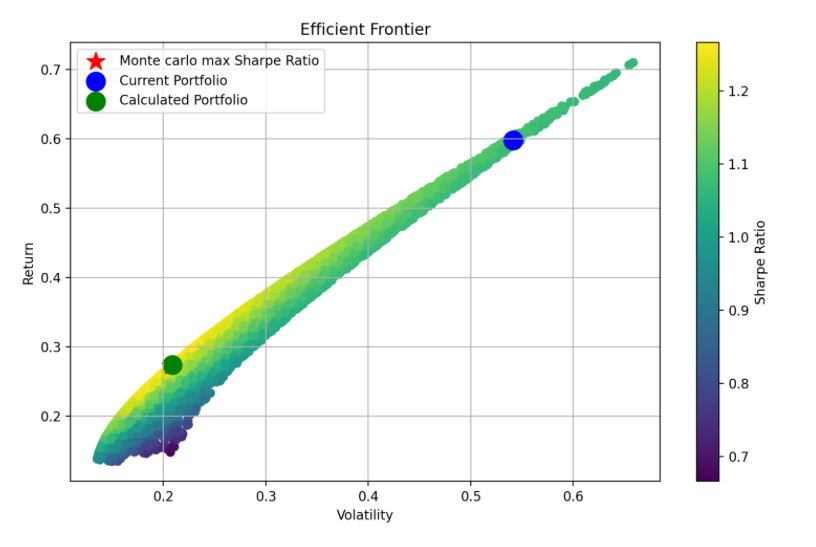 Efficient Frontier
Monte carlo max Sharpe Ratio
Current Portfolio
Calculated Portfolio
0.7
0.6
0.5
0.4
0.3
0.2
Return
0.2 0.3 0.4 0.5 0.6
Volatility
1.2
1.1
1.0
0.9
0.8
0.7
Sharpe Ratio